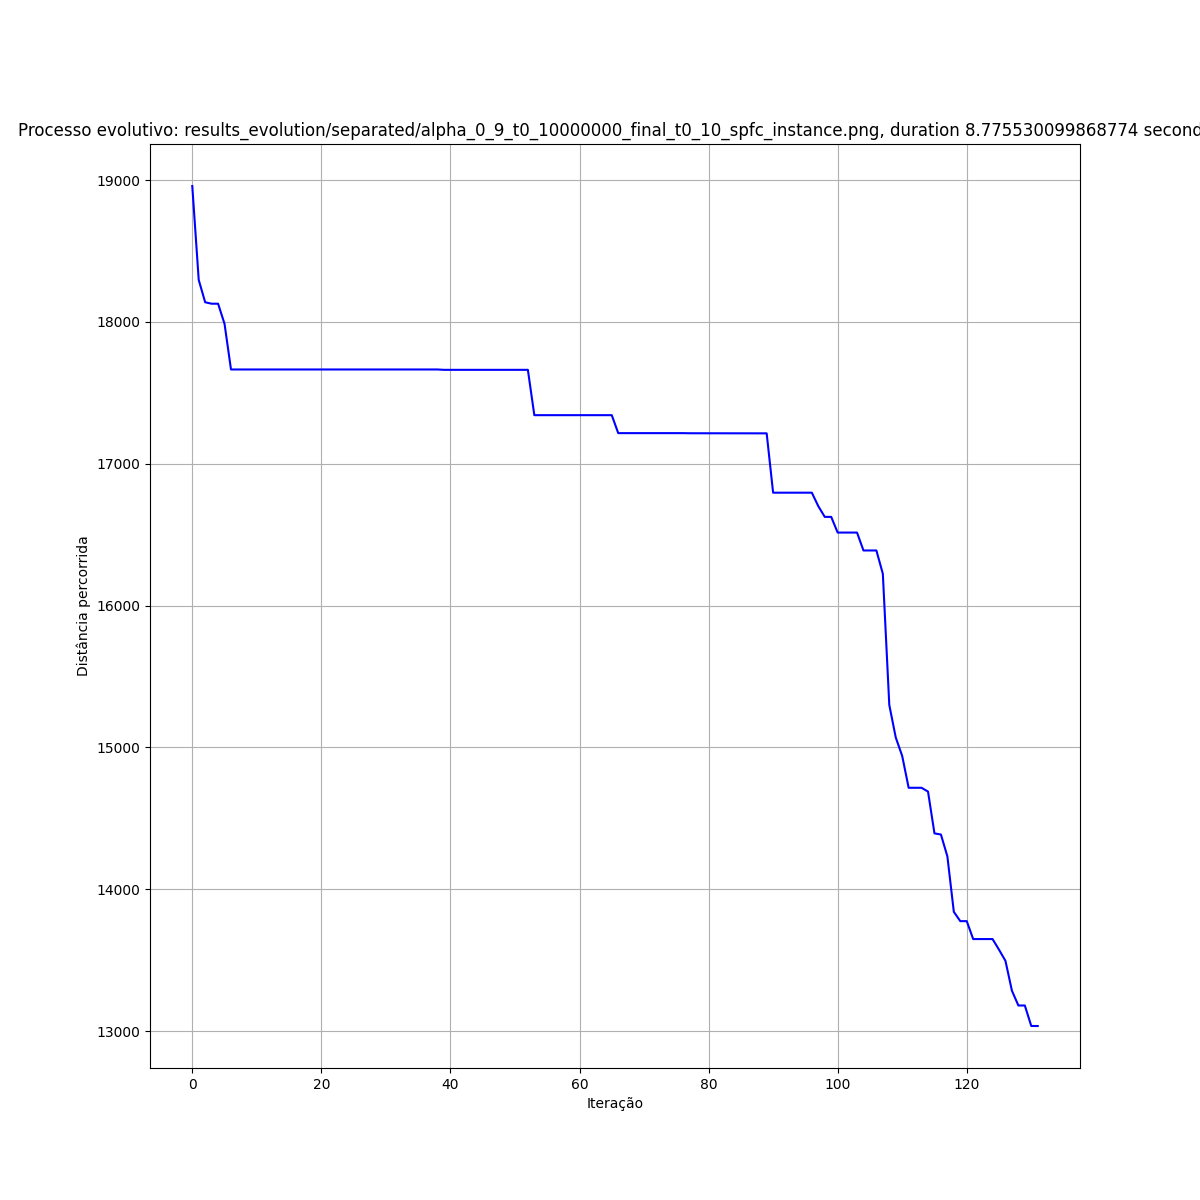 Processo evolutivo: results_evolution/separated/alpha_0_9_t0_10000000_final_t0_10_spfc_instance.png, duration 8.775530099868774 second
19000
18000
17000
16000
15000
14000
13000
Distância percorrida
0 20 40 60 80 100 120
Iteração